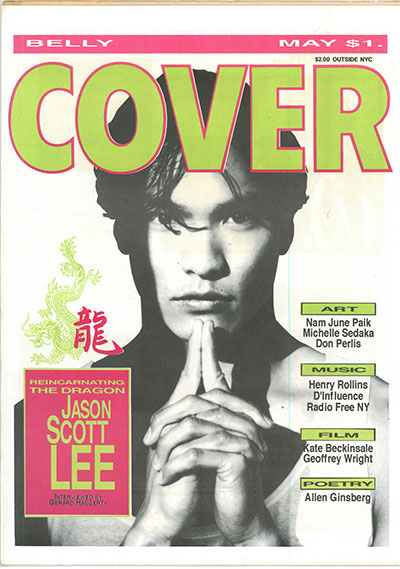 BELLY MAY $1.
$2.00 OUTSIDE NYC
COVER
龍
REINCARNATING
THE DRAGON
JASON
SCOTT
LEE
INTERVIEWED BY
GERARD HAGGERTY
ART
Nam June Paik
Michelle Sedaka
Don Perlis
MUSIC
Henry Rollins
D'Influence
Radio Free NY
FILM
Kate Beckinsale
Geoffrey Wright
POETRY
Allen Ginsberg